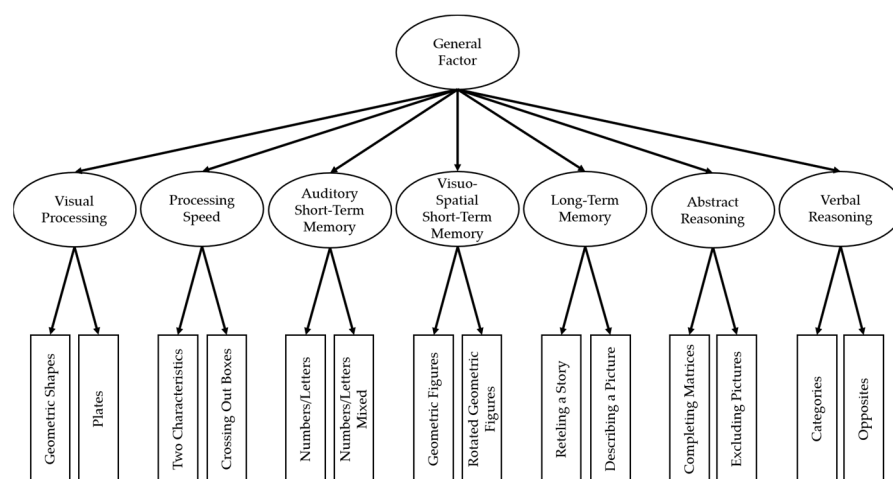 General
Factor
Visual
Processing
Processing
Speed
Auditory
Short-Term
Memory
Visuo-
Spatial
Short-Term
Memory
Long-Term
Memory
Abstract
Reasoning
Verbal
Reasoning
Geometric Shapes
Plates
Two Characteristics
Crossing Out Boxes
Numbers/Letters
Numbers/Letters
Mixed
Geometric Figures
Rotated Geometric
Figures
Reteling a Story
Describing a Picture
Completing Matrices
Excluding Pictures
Categories
Opposites